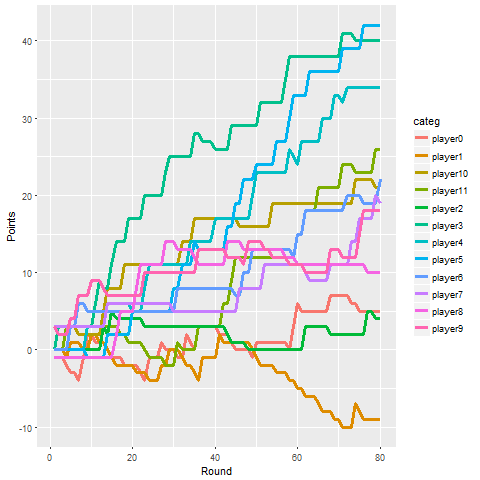 Points
40
30
20
10
0
-10
0
20
40
60
80
Round
categ
player0
player1
player10
player11
player2
player3
player4
player5
player6
player7
player8
player9